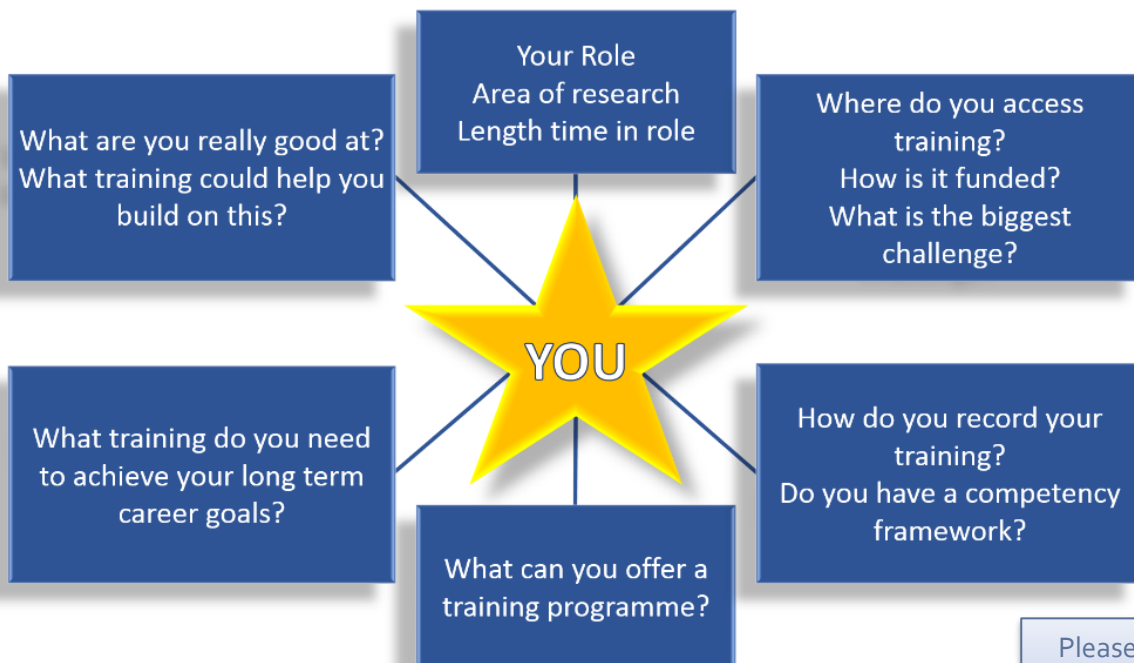 Your Role
Area of research
Length time in role
What are you really good at?
What training could help you
build on this?
Where do you access
training?
How is it funded?
What is the biggest
challenge?
YOU
What training do you need
to achieve your long term
career goals?
How do you record your
training?
Do you have a competency
framework?
What can you offer a
training programme?
Please